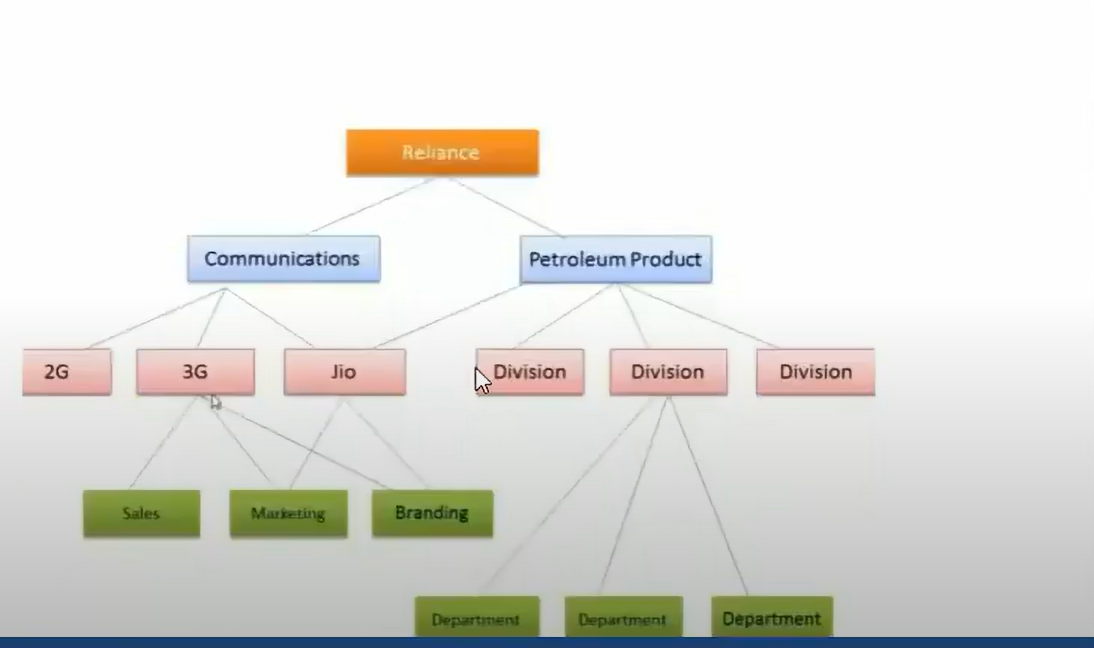 Reliance
Communications
Petroleum Product
2G
3G
Jio
Division
Division
Division
Sales
Marketing
Branding
Department
Department
Department